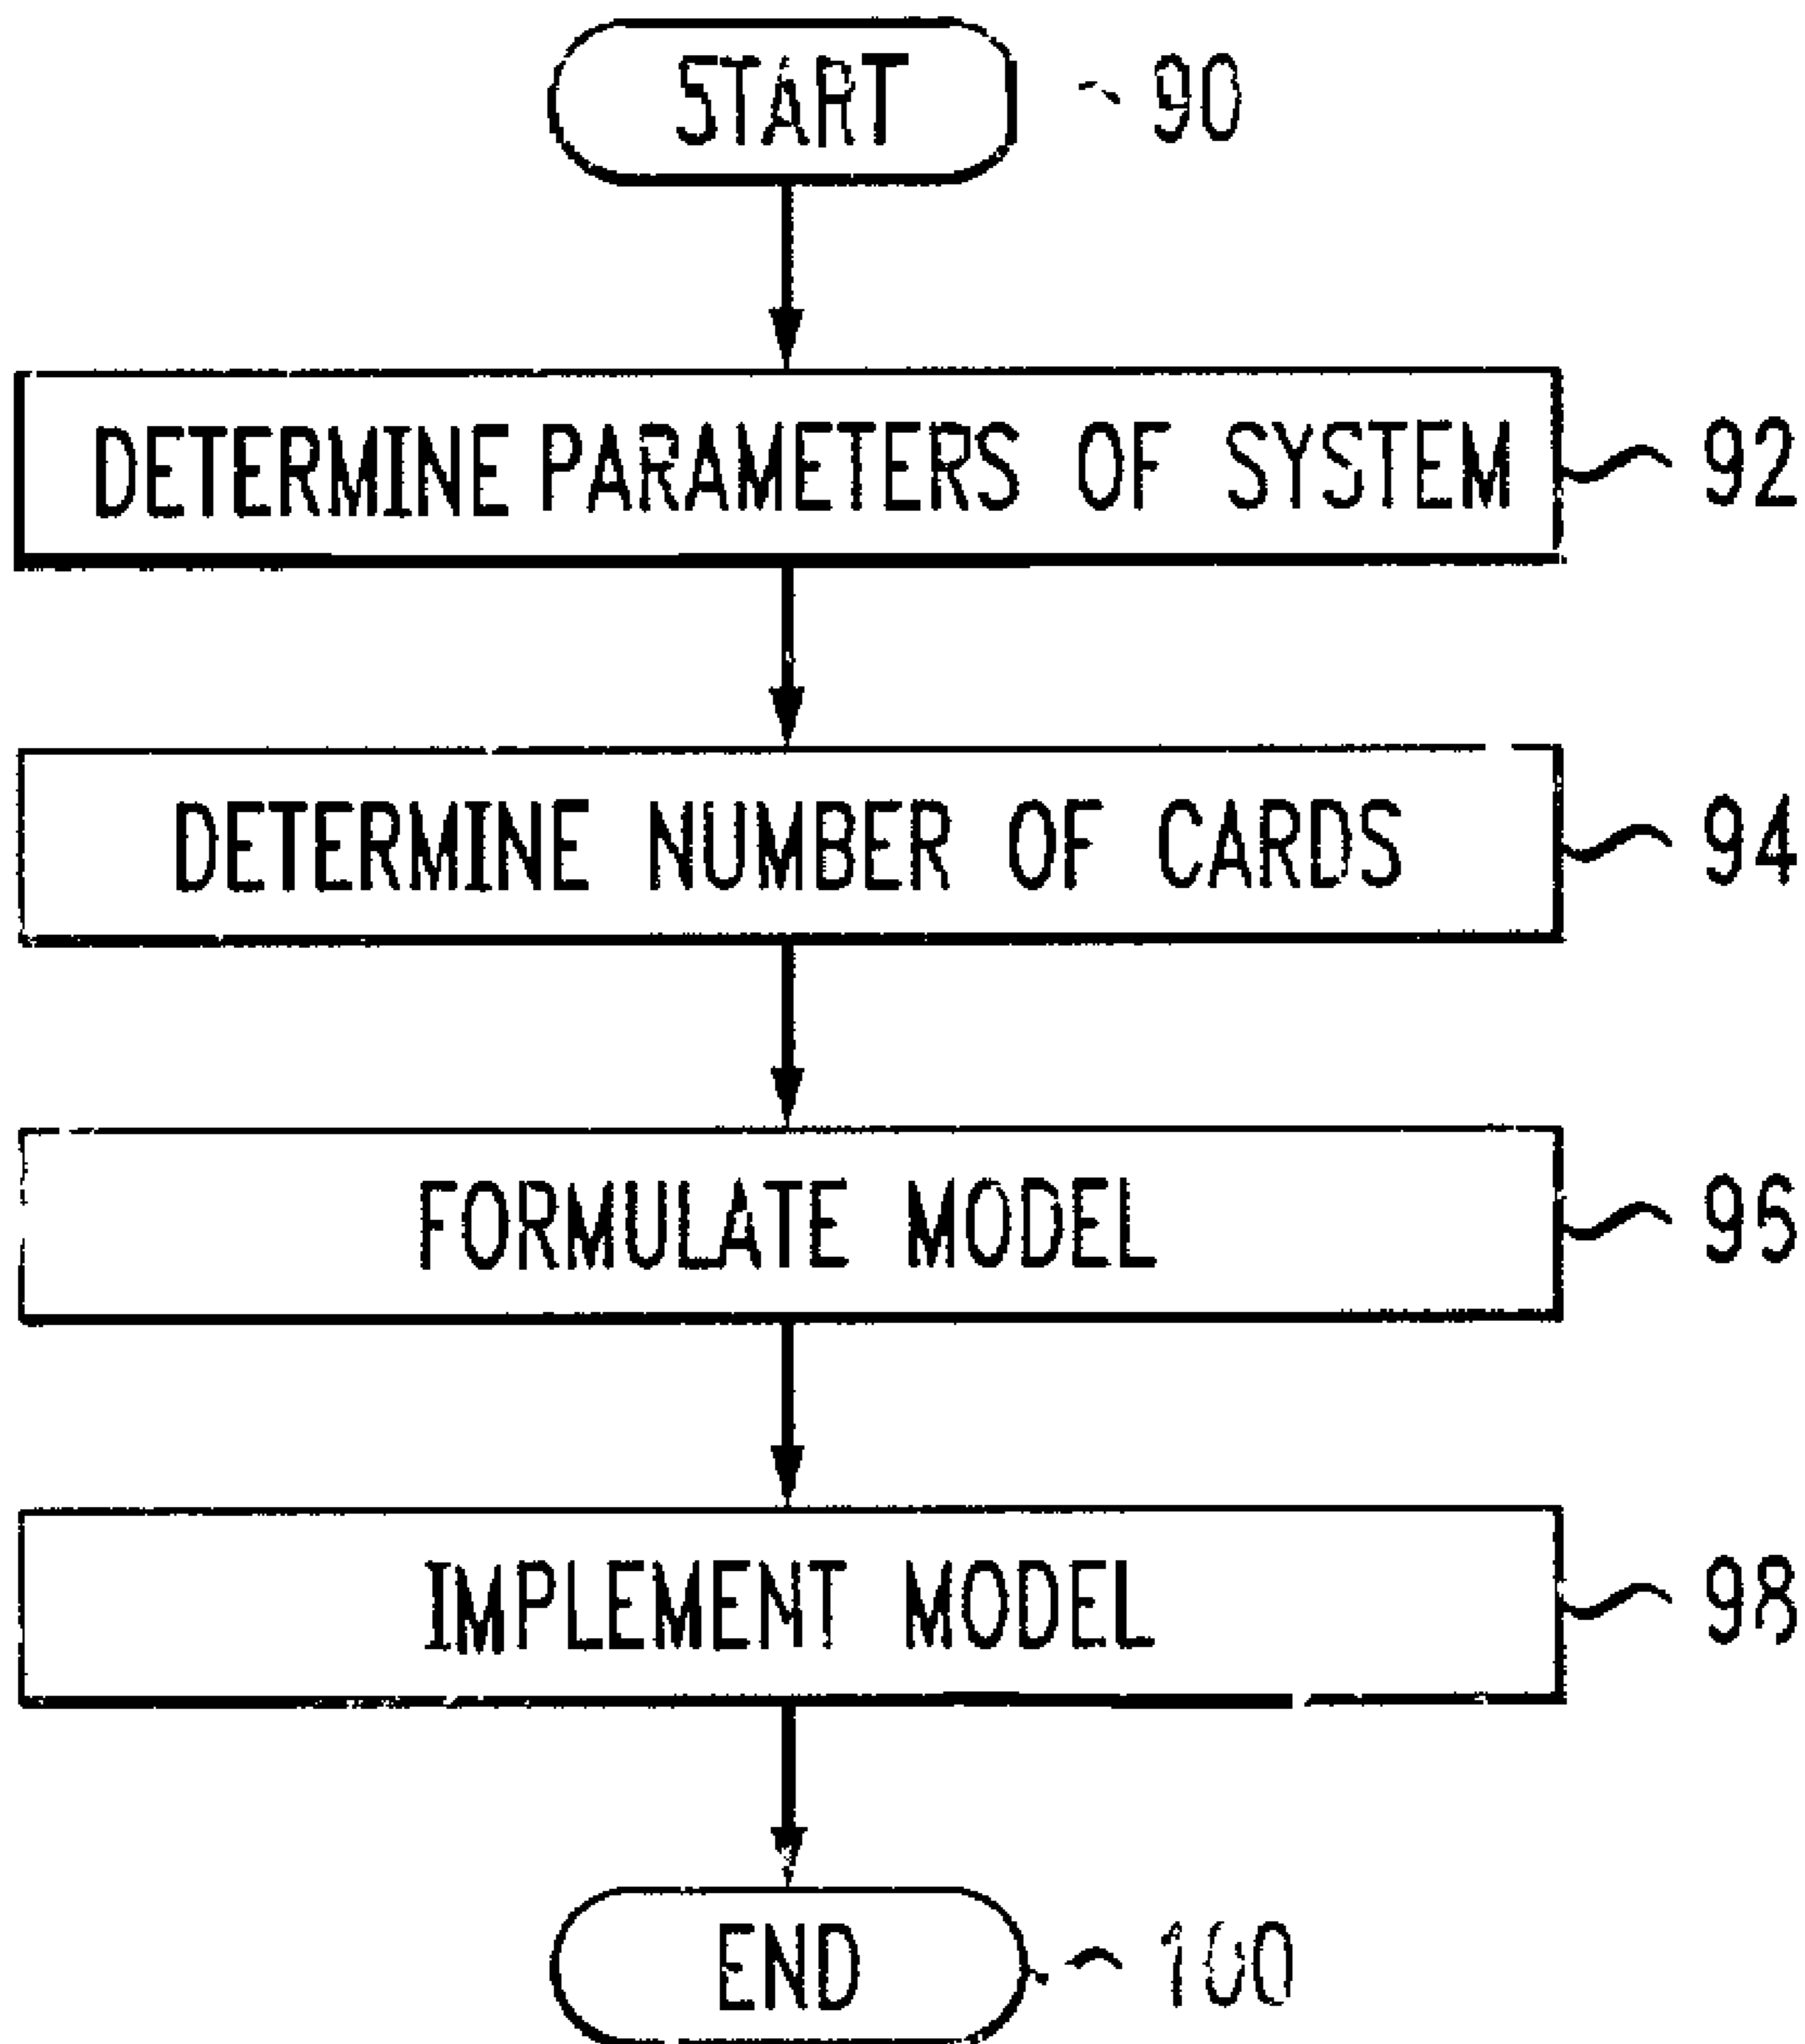 START 90
DETERMINE PARAMETERS OF SYSTEM 92
DETERMINE NUMBER OF CARDS 94
FORMULATE MODEL 96
IMPLEMENT MODEL 98
END 100